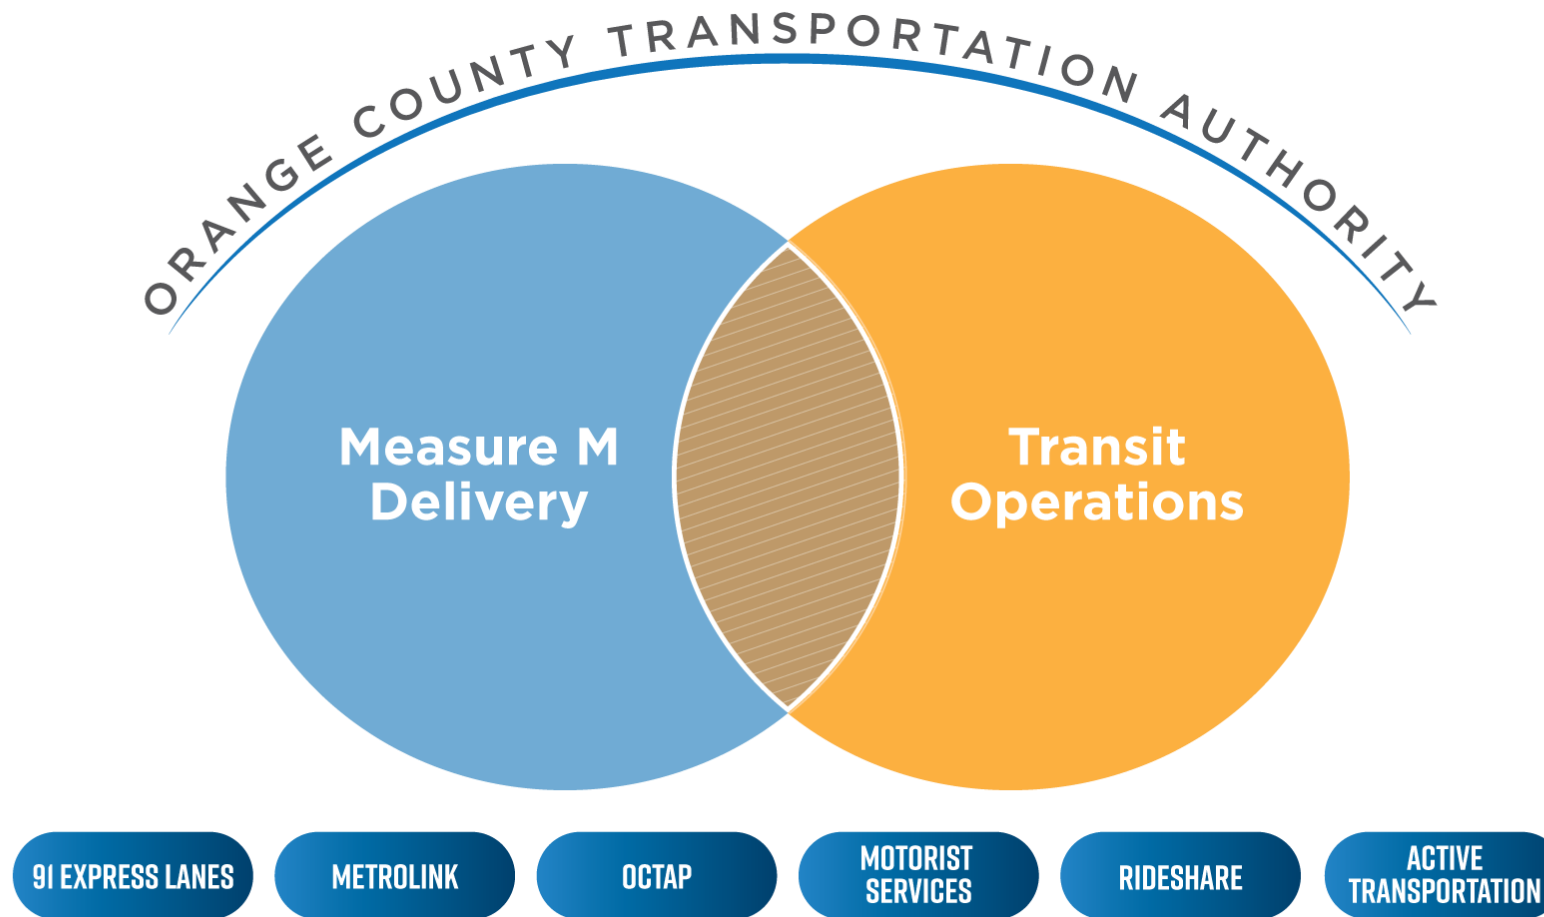 ORANGE COUNTY TRANSPORTATION AUTHORITY
Measure M
Delivery
Transit
Operations
91 EXPRESS LANES
METROLINK
OCTAP
MOTORIST
SERVICES
RIDESHARE
ACTIVE
TRANSPORTATION